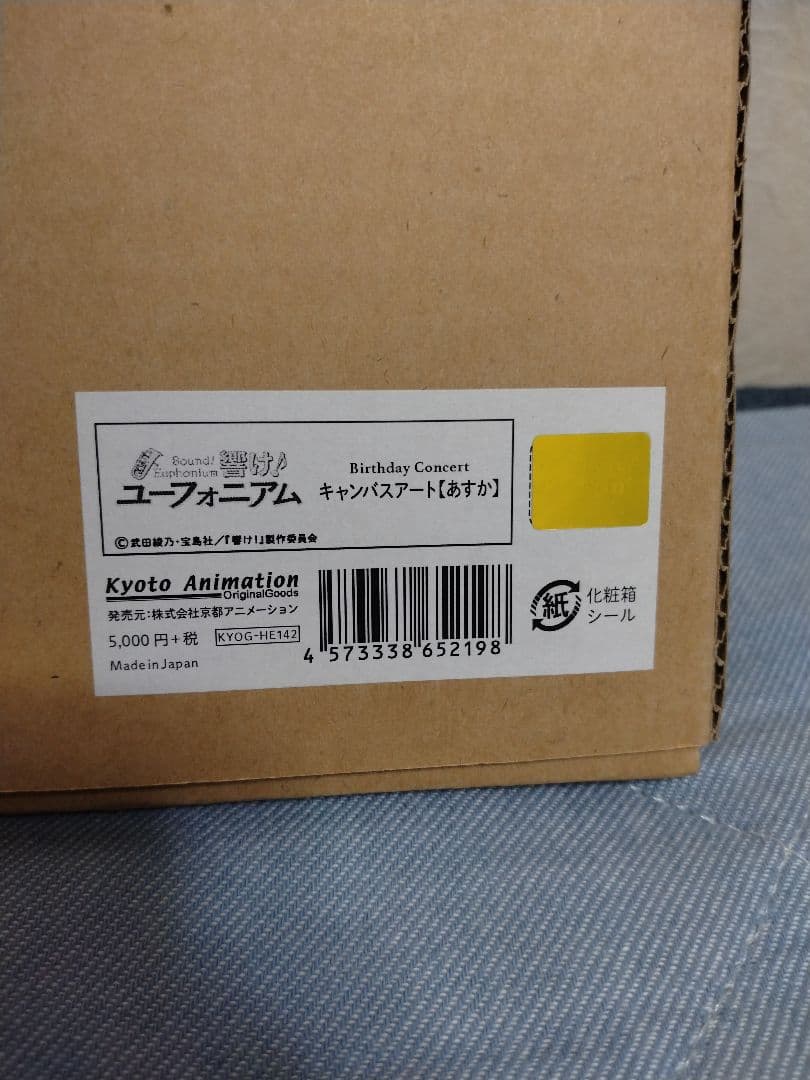 Sound! Euphonium 響け!
ユーフォニアム
Birthday Concert
キャンバスアート【あすか】
©武田綾乃・宝島社/『響け!』製作委員会
Kyoto Animation
OriginalGoods
発売元:株式会社京都アニメーション
5,000円+税 KYOG-HE142
Made in Japan
4 573338 652198
紙
化粧箱
シール